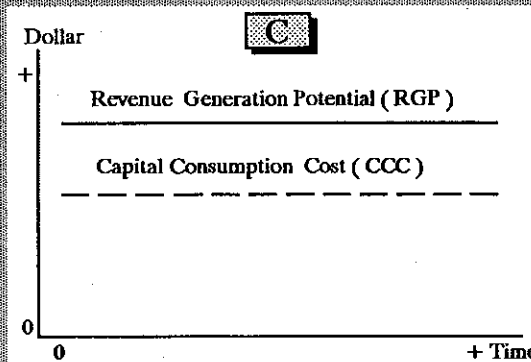 C
Dollar
+
Revenue Generation Potential ( RGP )
Capital Consumption Cost ( CCC )
0
0
+ Time